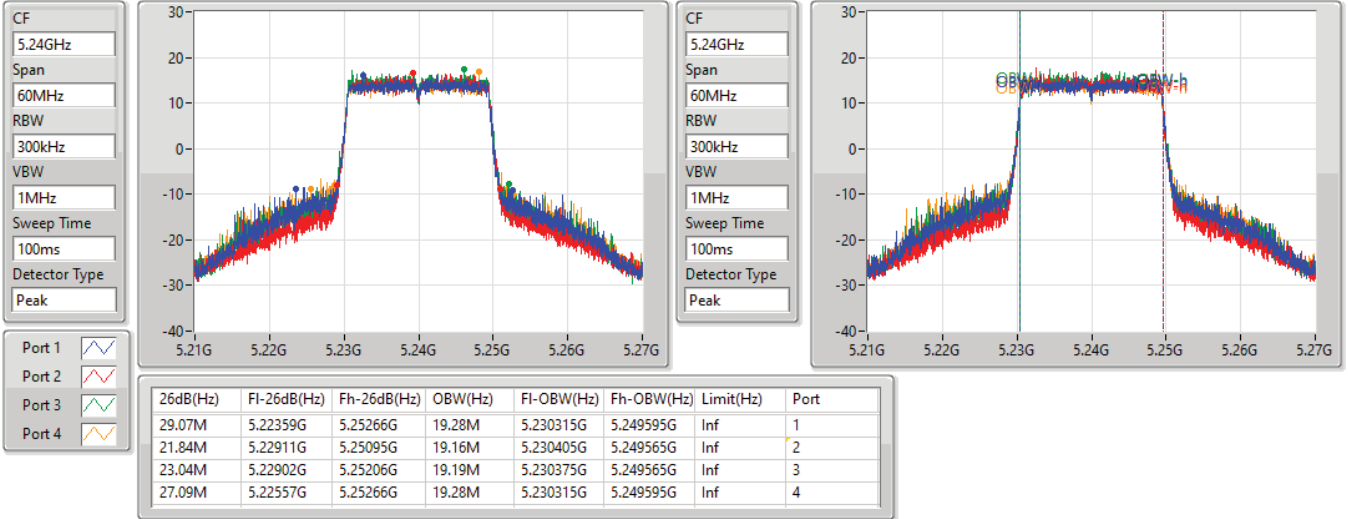 CF
5.24GHz
Span
60MHz
RBW
300kHz
VBW
1MHz
Sweep Time
100ms
Detector Type
Peak
30
20
10
0
-10
-20
-30
-40
5.21G 5.22G 5.23G 5.24G 5.25G 5.26G 5.27G
CF
5.24GHz
Span
60MHz
RBW
300kHz
VBW
1MHz
Sweep Time
100ms
Detector Type
Peak
30
20
10
0
-10
-20
-30
-40
OBW-h
5.21G 5.22G 5.23G 5.24G 5.25G 5.26G 5.27G
Port 1
Port 2
Port 3
Port 4
26dB(Hz) Fl-26dB(Hz) Fh-26dB(Hz) OBW(Hz) Fl-OBW(Hz) Fh-OBW(Hz) Limit(Hz) Port
29.07M 5.22359G 5.25266G 19.28M 5.230315G 5.249595G Inf 1
21.84M 5.22911G 5.25095G 19.16M 5.230405G 5.249565G Inf 2
23.04M 5.22902G 5.25206G 19.19M 5.230375G 5.249565G Inf 3
27.09M 5.22557G 5.25266G 19.28M 5.230315G 5.249595G Inf 4